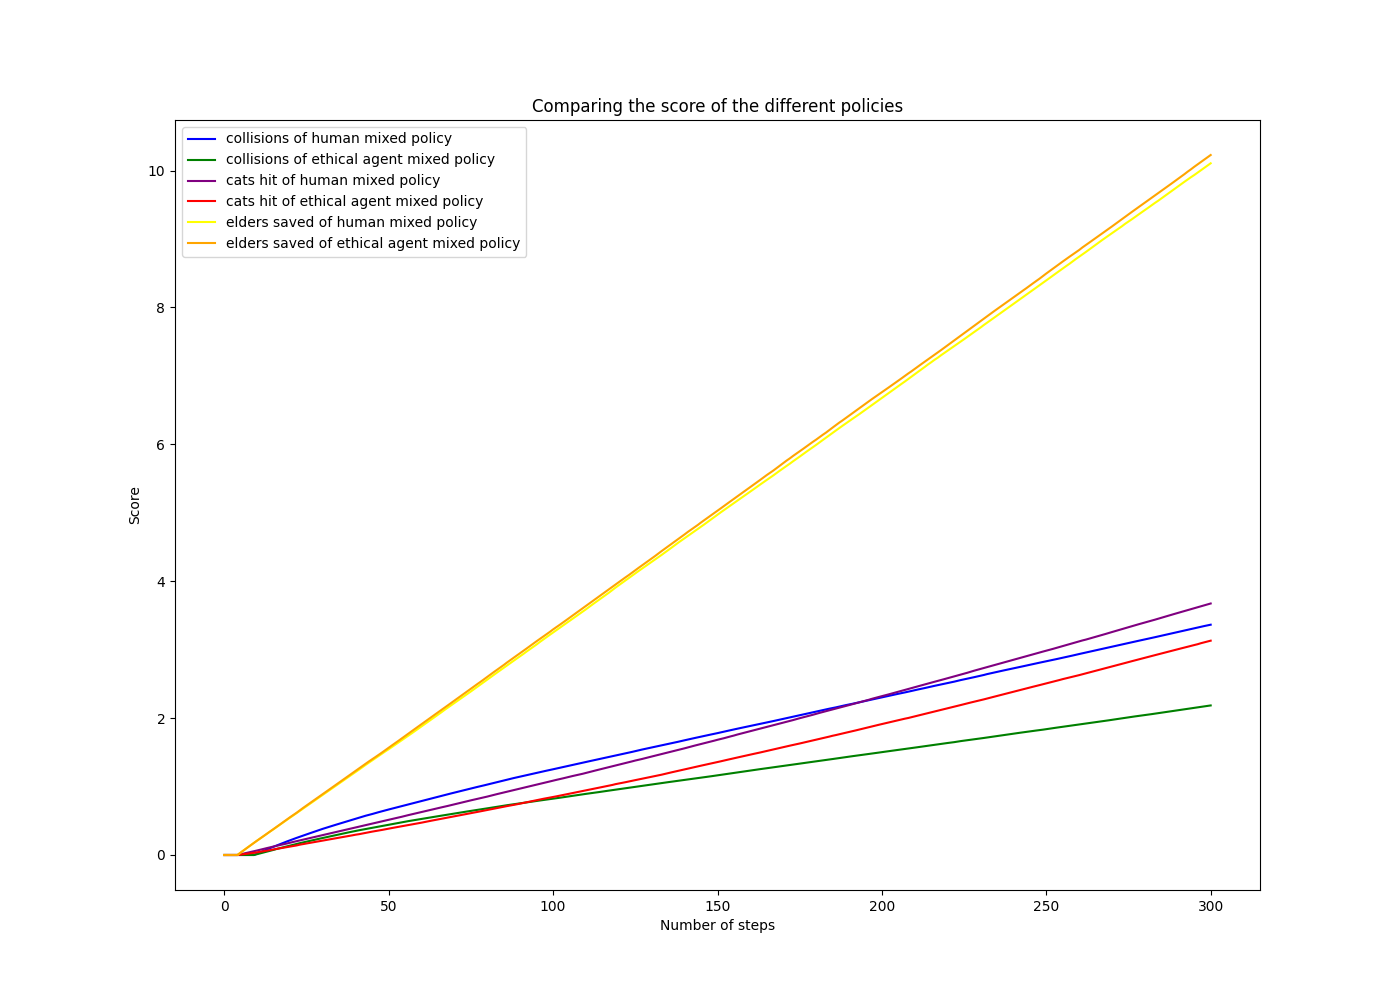 Comparing the score of the different policies
collisions of human mixed policy
collisions of ethical agent mixed policy
cats hit of human mixed policy
cats hit of ethical agent mixed policy
elders saved of human mixed policy
elders saved of ethical agent mixed policy
10
8
6
4
2
0
Score
0 50 100 150 200 250 300
Number of steps